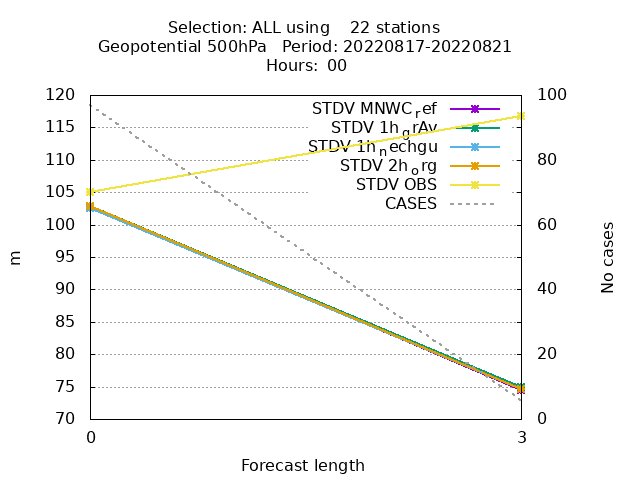 Selection: ALL using    22 stations
Geopotential 500hPa   Period: 20220817-20220821
Hours:  00
120
115
110
105
100
95
90
85
80
75
70
100
80
60
40
20
0
STDV MNWC_ref
STDV 1h_grAv
STDV 1h_nechgu
STDV 2h_org
STDV OBS
CASES
m
No cases
0
3
Forecast length